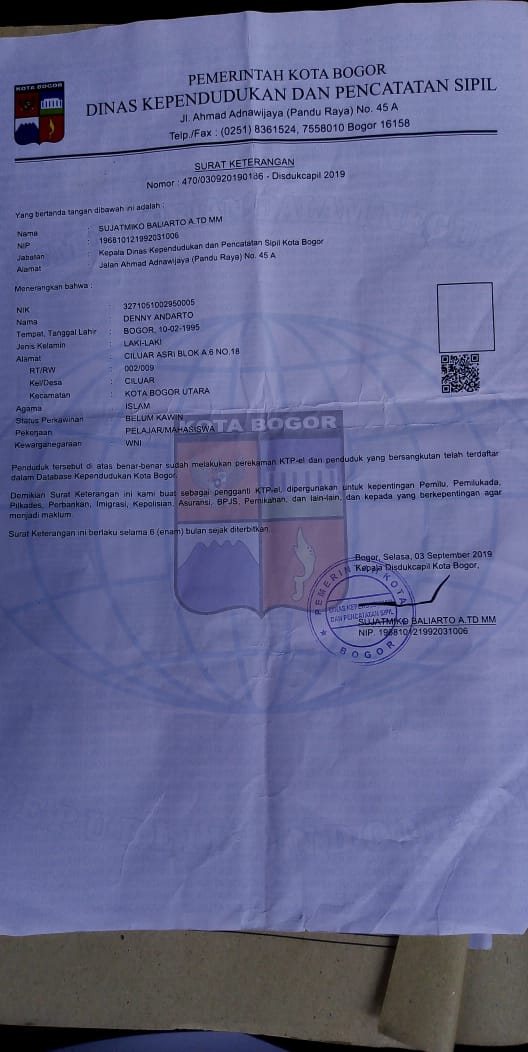 KOTA BOGOR
PEMERINTAH KOTA BOGOR
DINAS KEPENDUDUKAN DAN PENCATATAN SIPIL
Jl. Ahmad Adnawijaya (Pandu Raya) No. 45 A
Telp./Fax : (0251) 8361524, 7558010 Bogor 16158
SURAT KETERANGAN
Nomor : 470/030920190186 - Disdukcapil 2019
Yang bertanda tangan dibawah ini adalah :
Nama : SUJATMIKO BALIARTO A.TD MM
NIP : 196810121992031006
Jabatan : Kepala Dinas Kependudukan dan Pencatatan Sipil Kota Bogor
Alamat : Jalan Ahmad Adnawijaya (Pandu Raya) No. 45 A
Menerangkan bahwa :
NIK : 3271051002950005
Nama : DENNY ANDARTO
Tempat, Tanggal Lahir : BOGOR, 10-02-1995
Jenis Kelamin : LAKI-LAKI
Alamat : CILUAR ASRI BLOK A.6 NO.18
RT/RW : 002/009
Kel/Desa : CILUAR
Kecamatan : KOTA BOGOR UTARA
Agama : ISLAM
Status Perkawinan : BELUM KAWIN
Pekerjaan : PELAJAR/MAHASISWA
Kewarganegaraan : WNI
KOTA BOGOR
Penduduk tersebut di atas benar-benar sudah melakukan perekaman KTP-el dan penduduk yang bersangkutan telah terdaftar
dalam Database Kependudukan Kota Bogor.
Demikian Surat Keterangan ini kami buat sebagai pengganti KTP-el, dipergunakan untuk kepentingan Pemilu, Pemilukada,
Pilkades, Perbankan, Imigrasi, Kepolisian, Asuransi, BPJS, Pernikahan, dan lain-lain, dan kepada yang berkepentingan agar
menjadi maklum
Surat Keterangan ini berlaku selama 6 (enam) bulan sejak diterbitkan
Bogor, Selasa, 03 September 2019
Kepala Disdukcapil Kota Bogor,
PEMERINTAH KOTA
DINAS KEPENDUDUKAN
DAN PENCATATAN SIPIL
BOGOR
SUJATMIKO BALIARTO A.TD MM
NIP. 196810121992031006